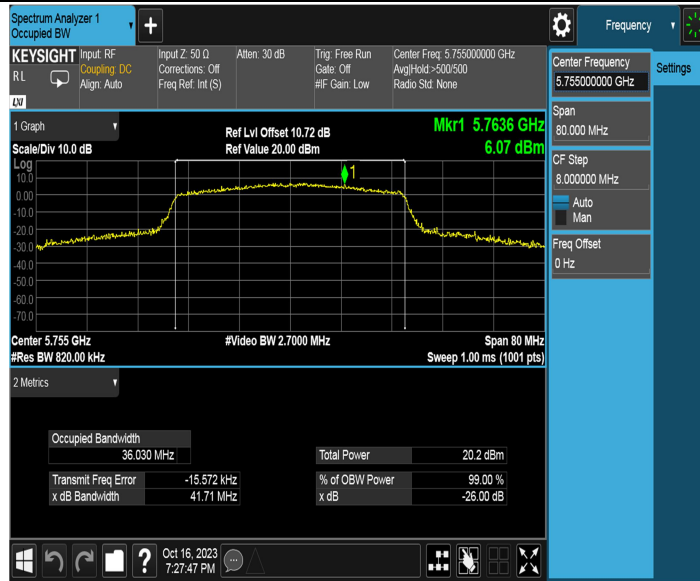 Spectrum Analyzer 1
Occupied BW
+
Frequency
KEYSIGHT
RL
LXI
Input: RF
Coupling: DC
Align: Auto
Input Z: 50 Ω
Corrections: Off
Freq Ref: Int (S)
Atten: 30 dB
Trig: Free Run
Gate: Off
#IF Gain: Low
Center Freq: 5.755000000 GHz
Avg|Hold:>500/500
Radio Std: None
Center Frequency
5.755000000 GHz
Settings
Span
80.000 MHz
CF Step
8.000000 MHz
Auto
Man
Freq Offset
0 Hz
1 Graph
Scale/Div 10.0 dB
Ref Lvl Offset 10.72 dB
Ref Value 20.00 dBm
Mkr1 5.7636 GHz
6.07 dBm
Log
10.0
0.00
-10.0
-20.0
-30.0
-40.0
-50.0
-60.0
-70.0
1
Center 5.755 GHz
#Res BW 820.00 kHz
#Video BW 2.7000 MHz
Span 80 MHz
Sweep 1.00 ms (1001 pts)
2 Metrics
Occupied Bandwidth
36.030 MHz
Total Power 20.2 dBm
Transmit Freq Error -15.572 kHz
% of OBW Power 99.00 %
x dB Bandwidth 41.71 MHz
x dB -26.00 dB
?
Oct 16, 2023
7:27:47 PM